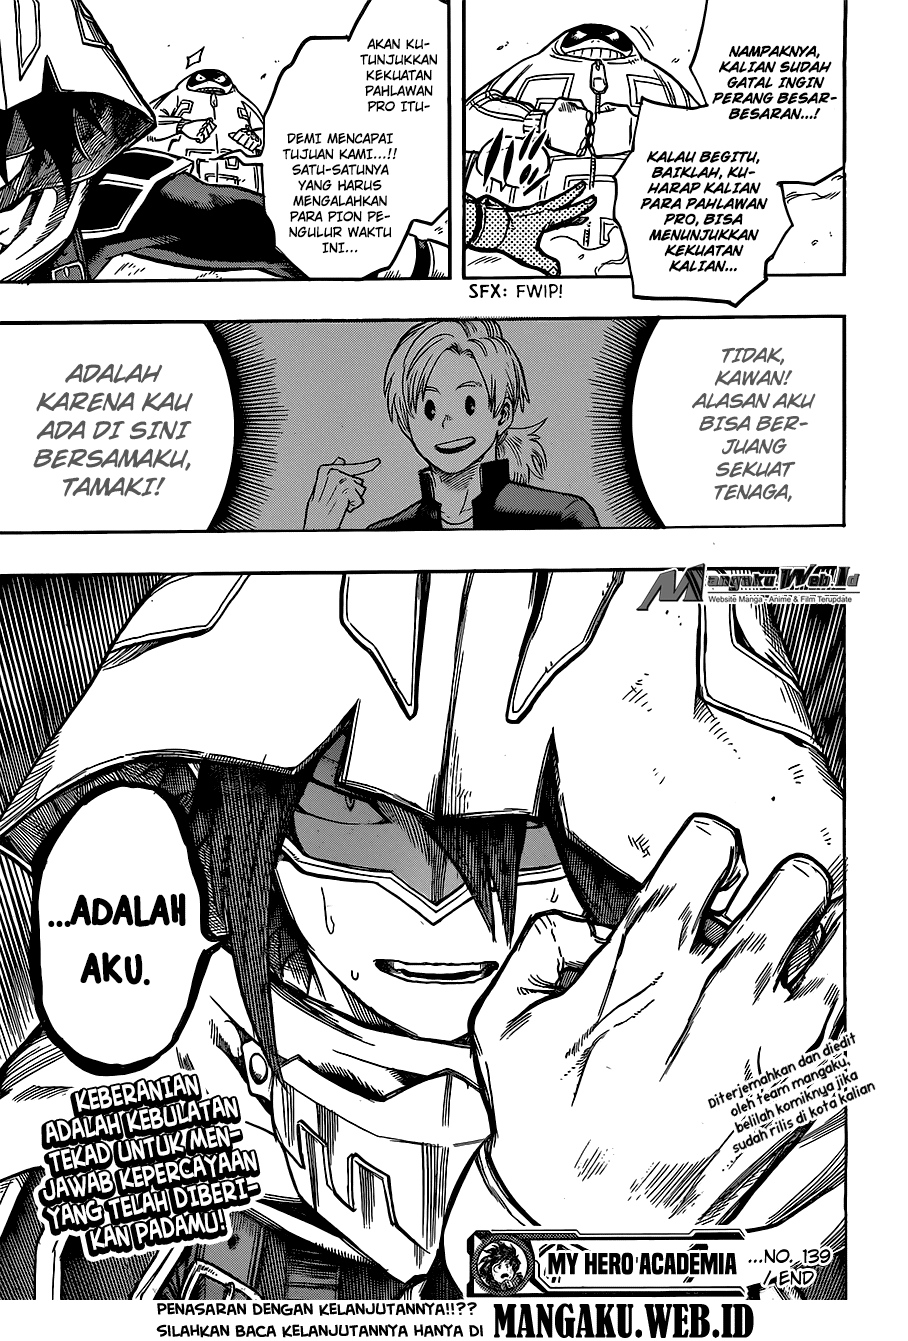 NAMPAKNYA,
KALIAN SUDAH
GATAL INGIN
PERANG BESAR-
BESARAN...!
KALAU BEGITU,
BAIKLAH, KU-
HARAP KALIAN
PARA PAHLAWAN
PRO, BISA
MENUNJUKKAN
KEKUATAN
KALIAN...
SFX: FWIP!
AKAN KU-
TUNJUKKAN
KEKUATAN
PAHLAWAN
PRO ITU-
DEMI MENCAPAI
TUJUAN KAMI...!!
SATU-SATUNYA
YANG HARUS
MENGALAHKAN
PARA PION PE-
NGULUR WAKTU
INI...
TIDAK,
KAWAN!
ALASAN AKU
BISA BER-
JUANG
SEKUAT
TENAGA,
ADALAH
KARENA KAU
ADA DI SINI
BERSAMAKU,
TAMAKI!
Mangaku.Web.Id
Website Manga - Anime & Film Terupdate
...ADALAH
AKU.
KEBERANIAN
ADALAH KEBULATAN
TEKAD UNTUK MEN-
JAWAB KEPERCAYAAN
YANG TELAH DIBERI-
KAN PADAMU!
Diterjemahkan dan diedit
oleh team mangaku,
belilah komiknya jika
sudah rilis di kota kalian
MY HERO ACADEMIA
...NO. 139
/ END
PENASARAN DENGAN KELANJUTANNYA!!??
SILAHKAN BACA KELANJUTANNYA HANYA DI MANGAKU.WEB.ID